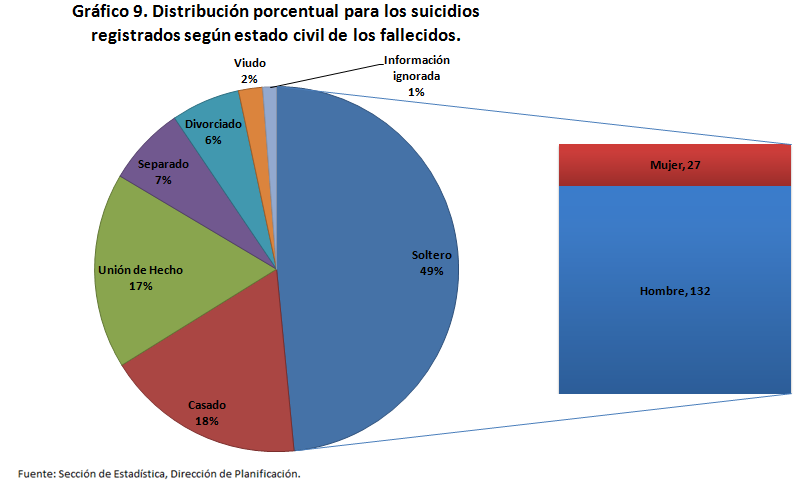 Gráfico 9. Distribución porcentual para los suicidios
registrados según estado civil de los fallecidos.
Viudo
2%
Información
ignorada
1%
Divorciado
6%
Separado
7%
Unión de Hecho
17%
Casado
18%
Soltero
49%
Mujer, 27
Hombre, 132
Fuente: Sección de Estadística, Dirección de Planificación.